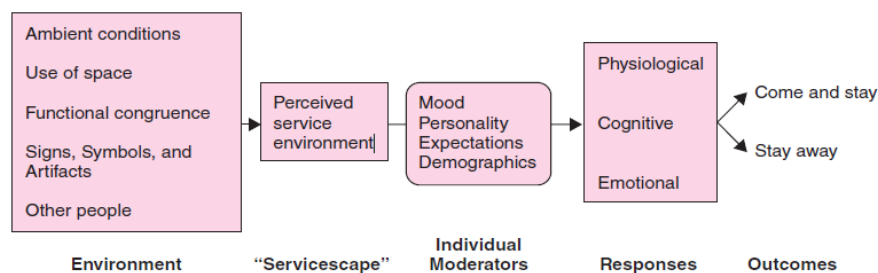 Ambient conditions
Use of space
Functional congruence
Signs, Symbols, and
Artifacts
Other people
Perceived
service
environment
Mood
Personality
Expectations
Demographics
Physiological
Cognitive
Emotional
Come and stay
Stay away
Environment
“Servicescape”
Individual
Moderators
Responses
Outcomes